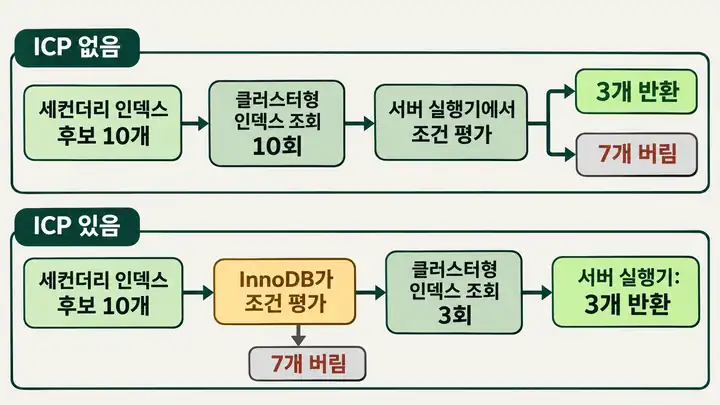 ICP 없음
세컨더리 인덱스
후보 10개
클러스터형
인덱스 조회
10회
서버 실행기에서
조건 평가
3개 반환
7개 버림
ICP 있음
세컨더리 인덱스
후보 10개
InnoDB가
조건 평가
7개 버림
클러스터형
인덱스 조회
3회
서버 실행기:
3개 반환